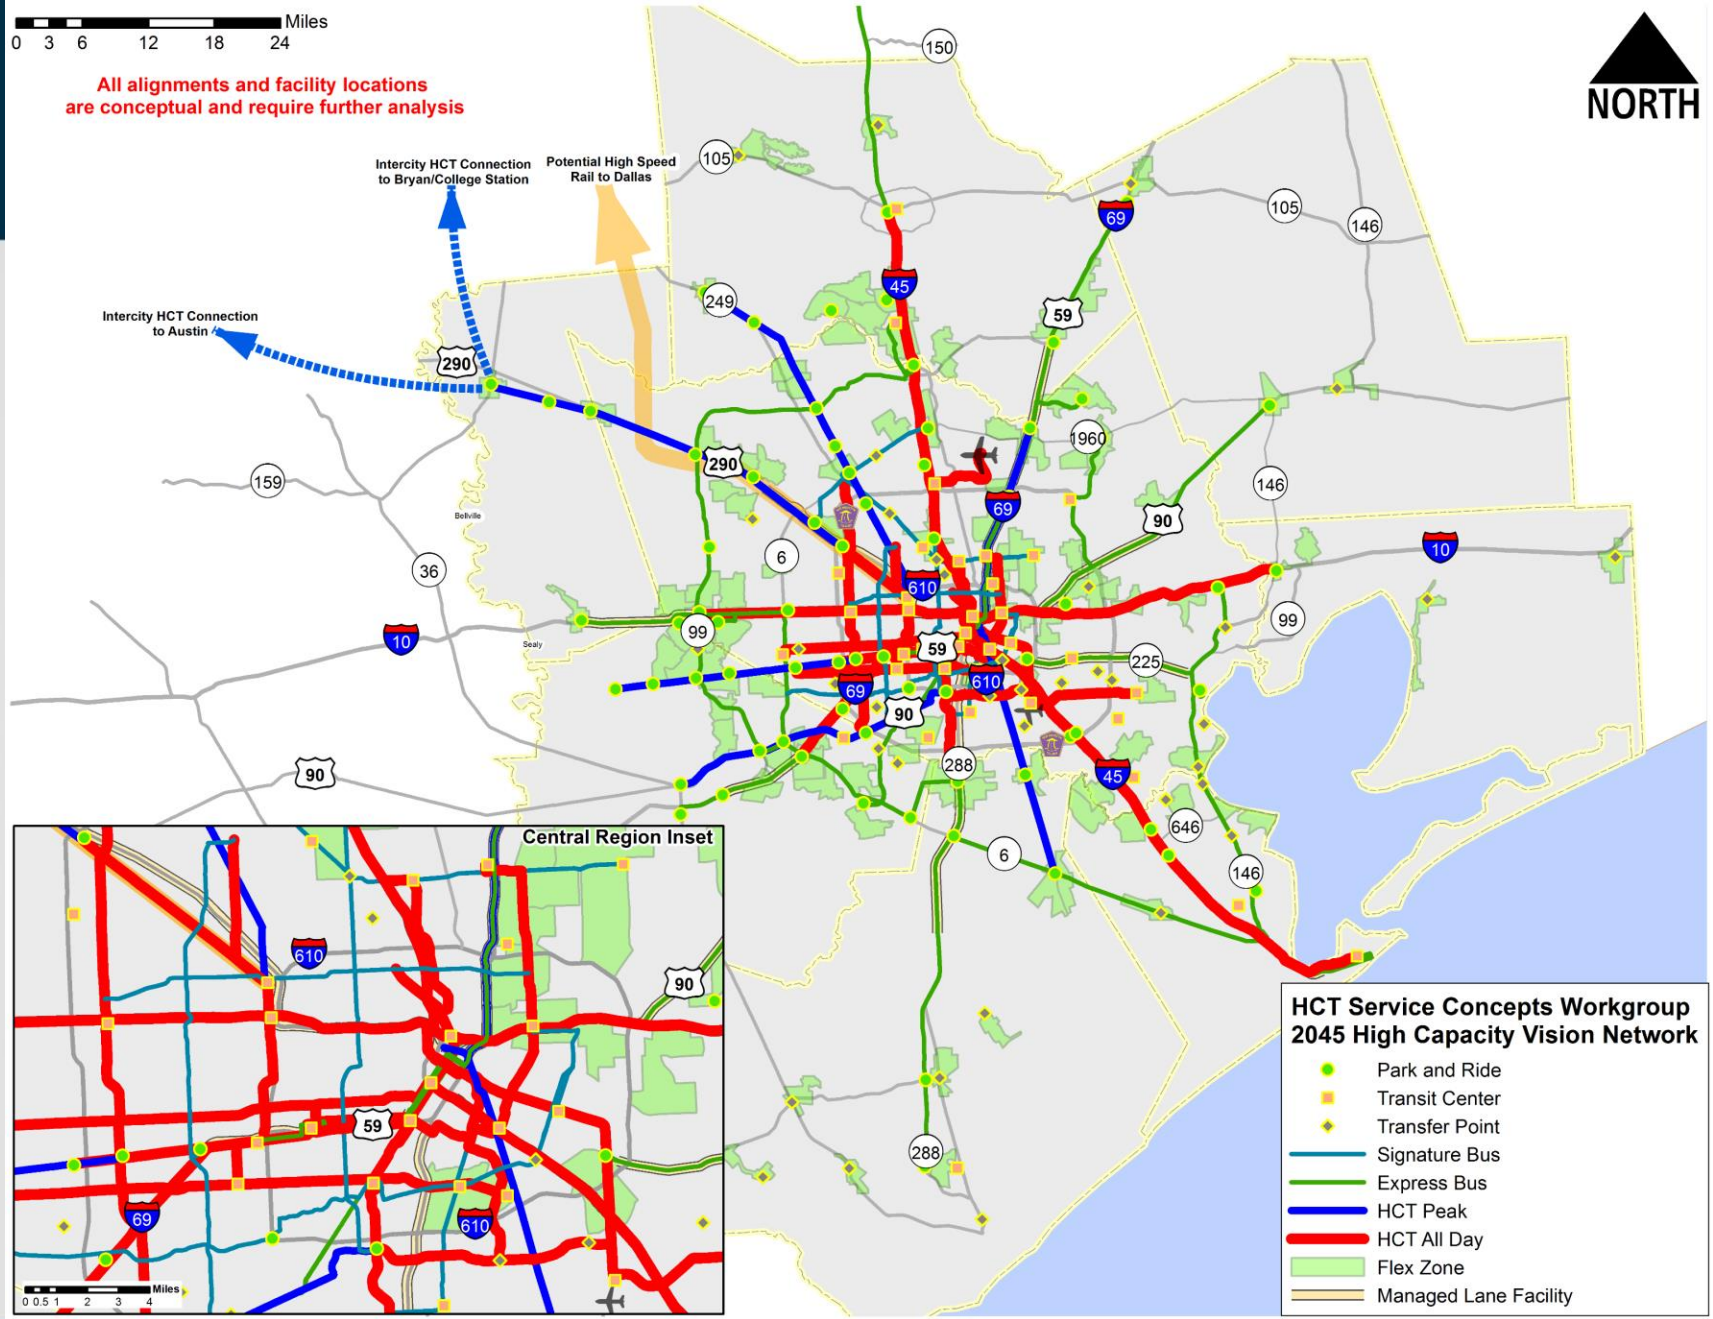 Miles
0 3 6 12 18 24
All alignments and facility locations
are conceptual and require further analysis
NORTH
150
105
Intercity HCT Connection
to Bryan/College Station
Potential High Speed
Rail to Dallas
69
105
146
45
249
59
Intercity HCT Connection
to Austin
290
290
1960
159
69
146
Bellville
90
10
6
36
610
99
10
99
Sealy
59
225
610
69
90
288
90
45
646
6
146
288
Central Region Inset
610
90
59
69
610
Miles
0 0.5 1 2 3 4
HCT Service Concepts Workgroup
2045 High Capacity Vision Network
Park and Ride
Transit Center
Transfer Point
Signature Bus
Express Bus
HCT Peak
HCT All Day
Flex Zone
Managed Lane Facility